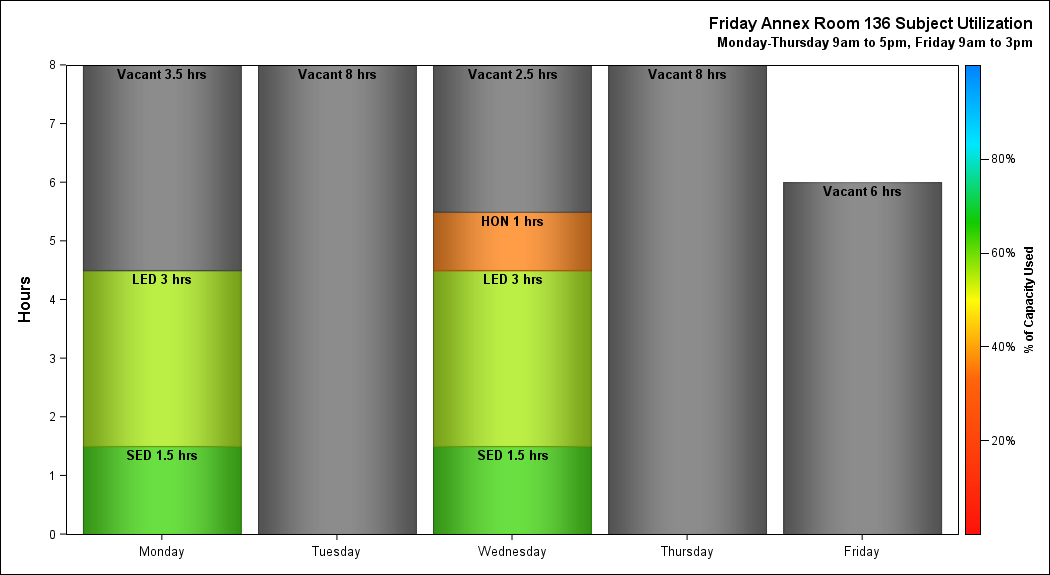 Friday Annex Room 136 Subject Utilization
Monday-Thursday 9am to 5pm, Friday 9am to 3pm
8
7
6
5
4
3
2
1
0
Hours
Vacant 3.5 hrs
LED 3 hrs
SED 1.5 hrs
Vacant 8 hrs
Vacant 2.5 hrs
HON 1 hrs
LED 3 hrs
SED 1.5 hrs
Vacant 8 hrs
Vacant 6 hrs
Monday
Tuesday
Wednesday
Thursday
Friday
80%
60%
40%
20%
% of Capacity Used